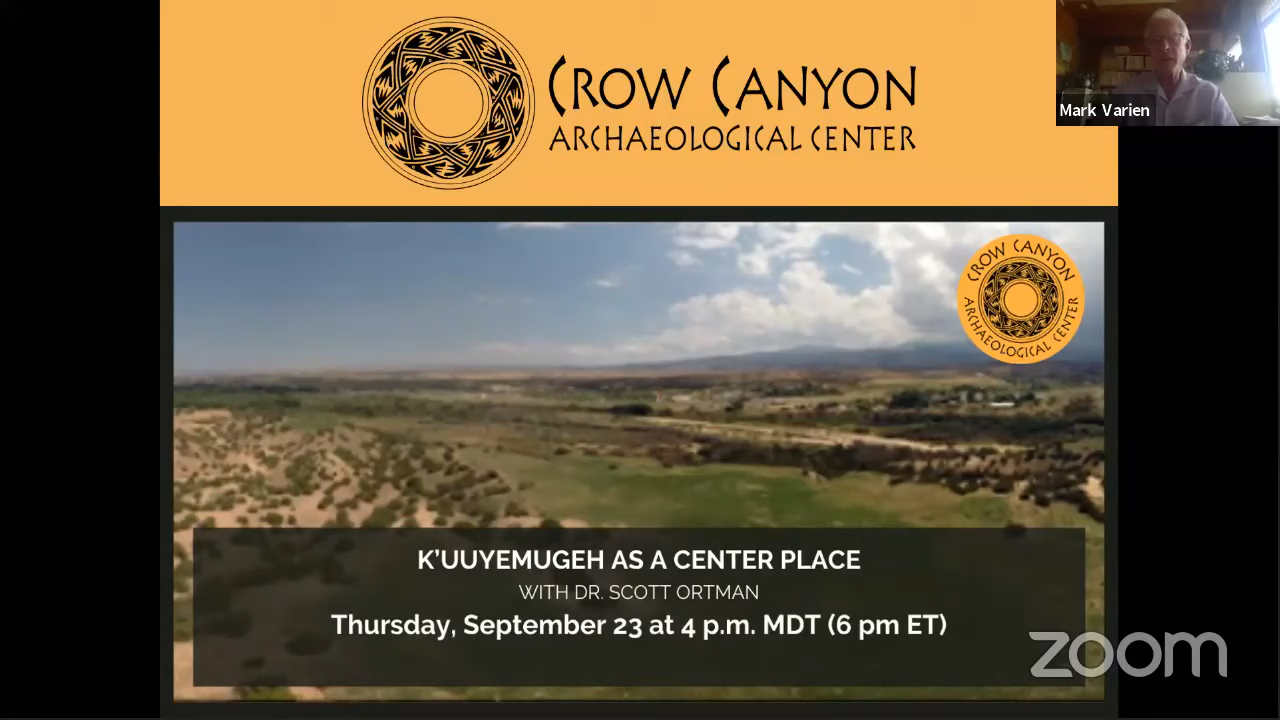 CROW CANYON
ARCHAEOLOGICAL CENTER
Mark Varien
CROW CANYON
ARCHAEOLOGICAL CENTER
K'UUYEMUGEH AS A CENTER PLACE
WITH DR. SCOTT ORTMAN
Thursday, September 23 at 4 p.m. MDT (6 pm ET)
zoom